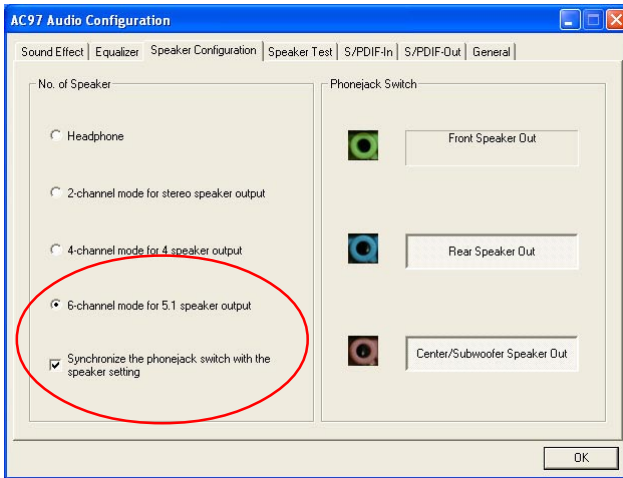 AC97 Audio Configuration
Sound Effect Equalizer Speaker Configuration Speaker Test S/PDIF-In S/PDIF-Out General
No. of Speaker
Headphone
2-channel mode for stereo speaker output
4-channel mode for 4 speaker output
6-channel mode for 5.1 speaker output
Synchronize the phonejack switch with the
speaker setting
Phonejack Switch
Front Speaker Out
Rear Speaker Out
Center/Subwoofer Speaker Out
OK